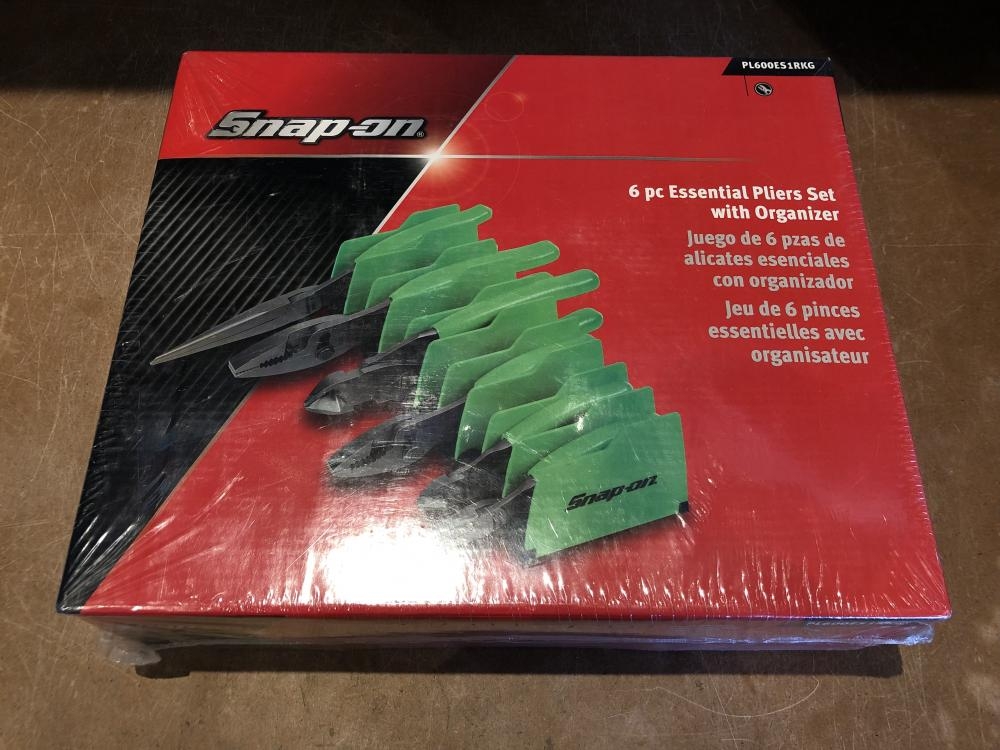 PL600ES1RKG
Snap-on®
6 pc Essential Pliers Set
with Organizer
Juego de 6 pzas de
alicates esenciales
con organizador
Jeu de 6 pinces
essentielles avec
organisateur
Snap-on